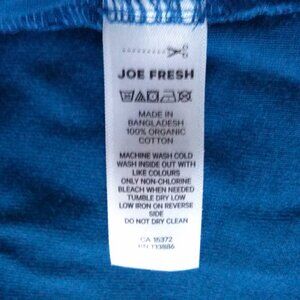 JOE FRESH
MADE IN
BANGLADESH
100% ORGANIC
COTTON
MACHINE WASH COLD
WASH INSIDE OUT WITH
LIKE COLOURS
ONLY NON-CHLORINE
BLEACH WHEN NEEDED
TUMBLE DRY LOW
LOW IRON ON REVERSE
SIDE
DO NOT DRY CLEAN
CA 15372